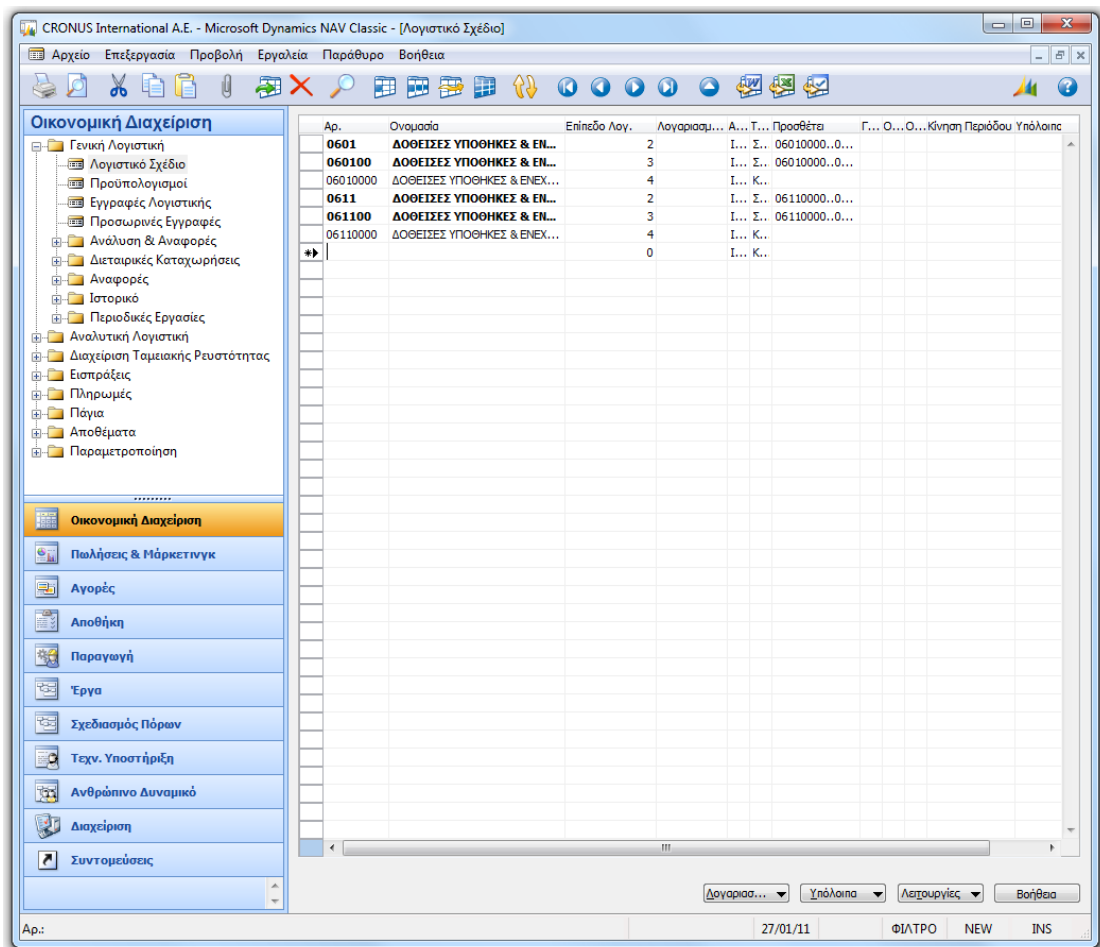 CRONUS International A.E. - Microsoft Dynamics NAV Classic - [Λογιστικό Σχέδιο]
Αρχείο Επεξεργασία Προβολή Εργαλεία Παράθυρο Βοήθεια
Οικονομική Διαχείριση
Γενική Λογιστική
Λογιστικό Σχέδιο
Προϋπολογισμοί
Εγγραφές Λογιστικής
Προσωρινές Εγγραφές
Ανάλυση & Αναφορές
Διεταιρικές Καταχωρήσεις
Αναφορές
Ιστορικό
Περιοδικές Εργασίες
Αναλυτική Λογιστική
Διαχείριση Ταμειακής Ρευστότητας
Εισπράξεις
Πληρωμές
Πάγια
Αποθέματα
Παραμετροποίηση
Οικονομική Διαχείριση
Πωλήσεις & Μάρκετινγκ
Αγορές
Αποθήκη
Παραγωγή
Έργα
Σχεδιασμός Πόρων
Τεχν. Υποστήριξη
Ανθρώπινο Δυναμικό
Διαχείριση
Συντομεύσεις
Αρ. Ονομασία Επίπεδο Λογ. Λογαριασμ... Α... Τ... Προσθέτει Γ... Ο... Ο... Κίνηση Περιόδου Υπόλοιπο
0601 ΔΟΘΕΙΣΕΣ ΥΠΟΘΗΚΕΣ & ΕΝ... 2 Ι... Σ.. 06010000..0...
060100 ΔΟΘΕΙΣΕΣ ΥΠΟΘΗΚΕΣ & ΕΝ... 3 Ι... Σ.. 06010000..0...
06010000 ΔΟΘΕΙΣΕΣ ΥΠΟΘΗΚΕΣ & ΕΝΕΧ... 4 Ι... Κ..
0611 ΔΟΘΕΙΣΕΣ ΥΠΟΘΗΚΕΣ & ΕΝ... 2 Ι... Σ.. 06110000..0...
061100 ΔΟΘΕΙΣΕΣ ΥΠΟΘΗΚΕΣ & ΕΝ... 3 Ι... Σ.. 06110000..0...
06110000 ΔΟΘΕΙΣΕΣ ΥΠΟΘΗΚΕΣ & ΕΝΕΧ... 4 Ι... Κ..
0 Ι... Κ..
Λογαριασ... Υπόλοιπα Λειτουργίες Βοήθεια
Αρ.: 27/01/11 ΦΙΛΤΡΟ NEW INS